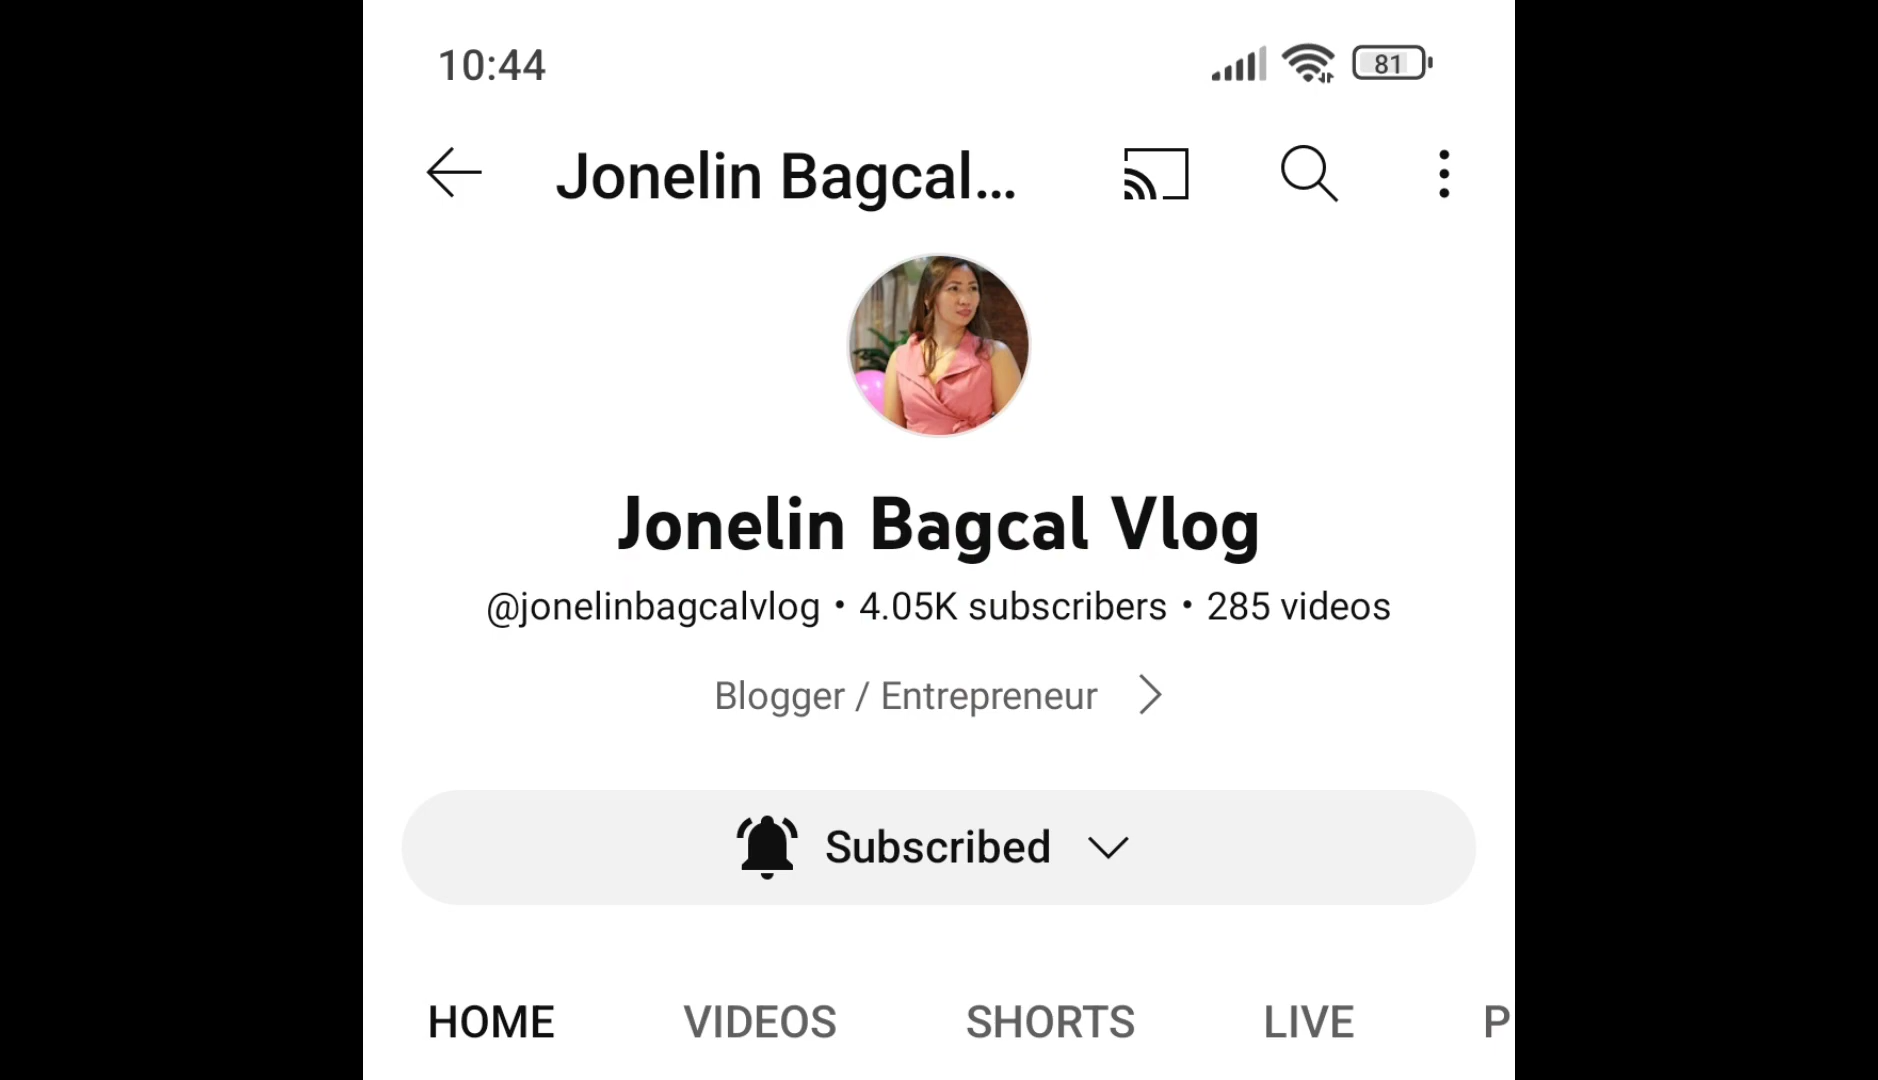 10:44 81
Jonelin Bagcal...
Jonelin Bagcal Vlog
@jonelinbagcalvlog • 4.05K subscribers • 285 videos
Blogger / Entrepreneur
Subscribed
HOME VIDEOS SHORTS LIVE P